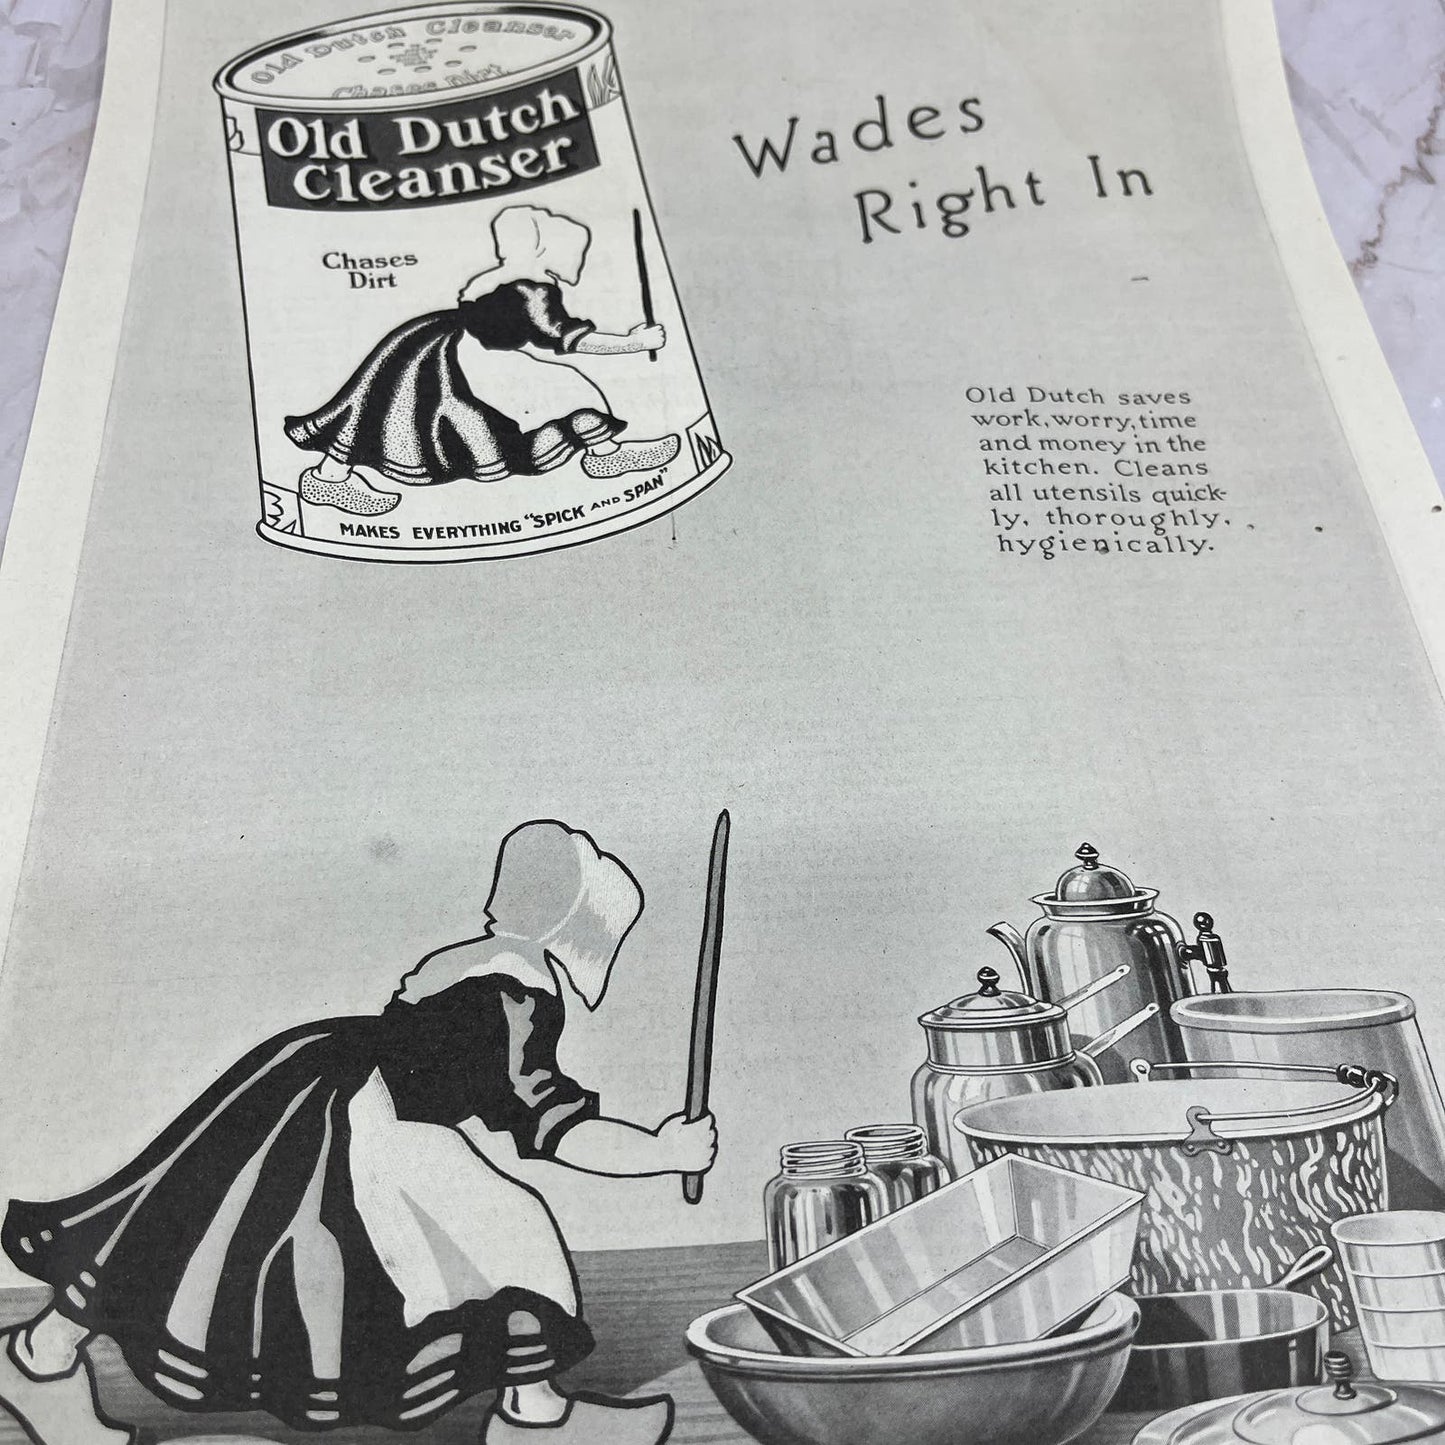 Old Dutch Cleanser
Chases Dirt
Old Dutch
Cleanser
Chases
Dirt
MAKES EVERYTHING "SPICK AND SPAN"
Wades
Right In
Old Dutch saves
work, worry, time
and money in the
kitchen. Cleans
all utensils quick-
ly, thoroughly,
hygienically.